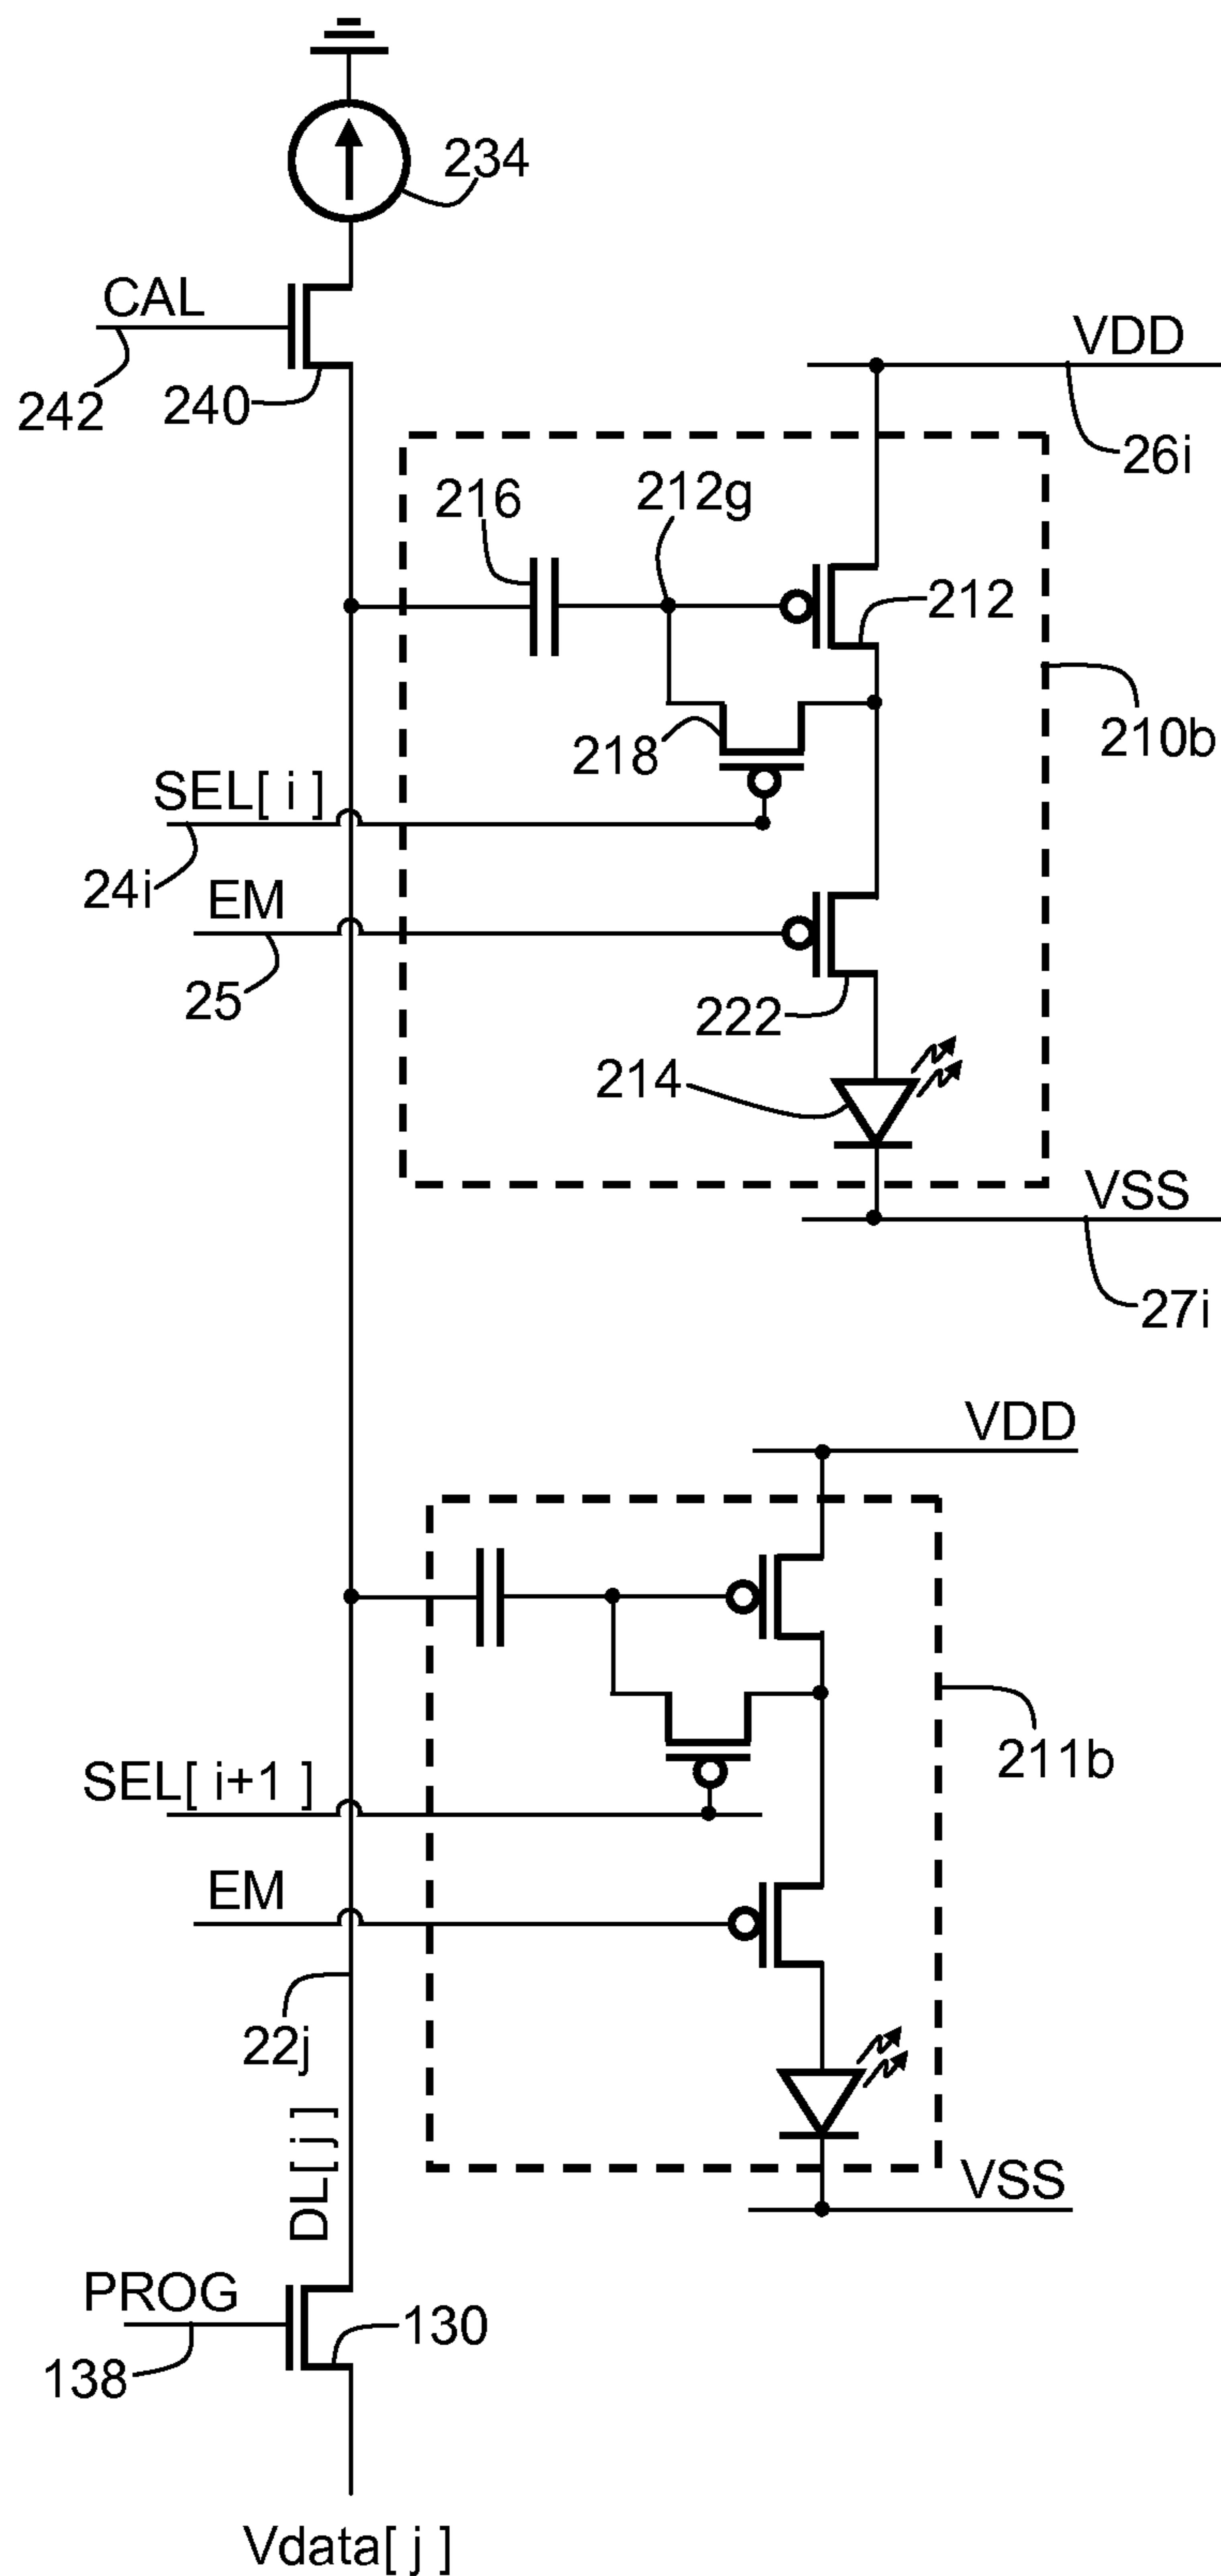 234
CAL
242
240
VDD
26i
216
212g
212
210b
218
SEL[ i ]
24i
EM
25
222
214
VSS
27i
VDD
211b
SEL[ i+1 ]
EM
22j
DL[ j ]
VSS
PROG
138
130
Vdata[ j ]